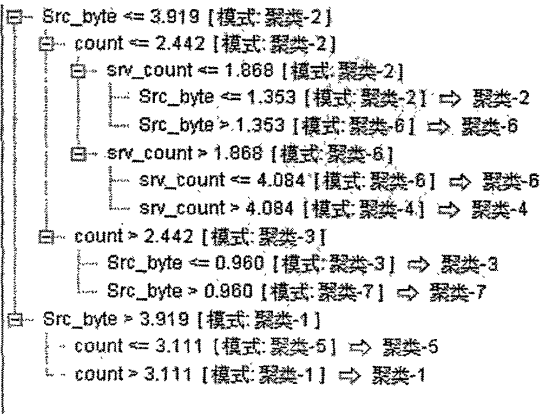 Src_byte <= 3.919 [模式: 聚类-2]
count <= 2.442 [模式: 聚类-2]
srv_count <= 1.868 [模式: 聚类-2]
Src_byte <= 1.353 [模式: 聚类-2] ⇨ 聚类-2
Src_byte > 1.353 [模式: 聚类-6] ⇨ 聚类-6
srv_count > 1.868 [模式: 聚类-6]
srv_count <= 4.084 [模式: 聚类-6] ⇨ 聚类-6
srv_count > 4.084 [模式: 聚类-4] ⇨ 聚类-4
count > 2.442 [模式: 聚类-3]
Src_byte <= 0.960 [模式: 聚类-3] ⇨ 聚类-3
Src_byte > 0.960 [模式: 聚类-7] ⇨ 聚类-7
Src_byte > 3.919 [模式: 聚类-1]
count <= 3.111 [模式: 聚类-5] ⇨ 聚类-5
count > 3.111 [模式: 聚类-1] ⇨ 聚类-1